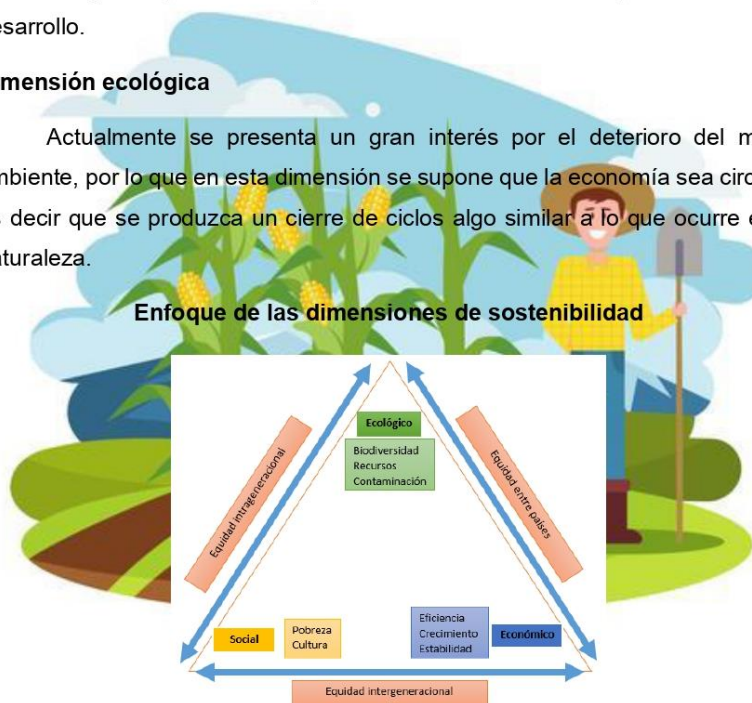 esarrollo.
mensión ecológica
Actualmente se presenta un gran interés por el deterioro del m
mbiente, por lo que en esta dimensión se supone que la economía sea circ
s decir que se produzca un cierre de ciclos algo similar a lo que ocurre e
aturaleza.
Enfoque de las dimensiones de sostenibilidad
Ecológico
Biodiversidad
Recursos
Contaminación
Equidad intrageneracional
Equidad entre países
Social
Pobreza
Cultura
Eficiencia
Crecimiento
Estabilidad
Económico
Equidad intergeneracional